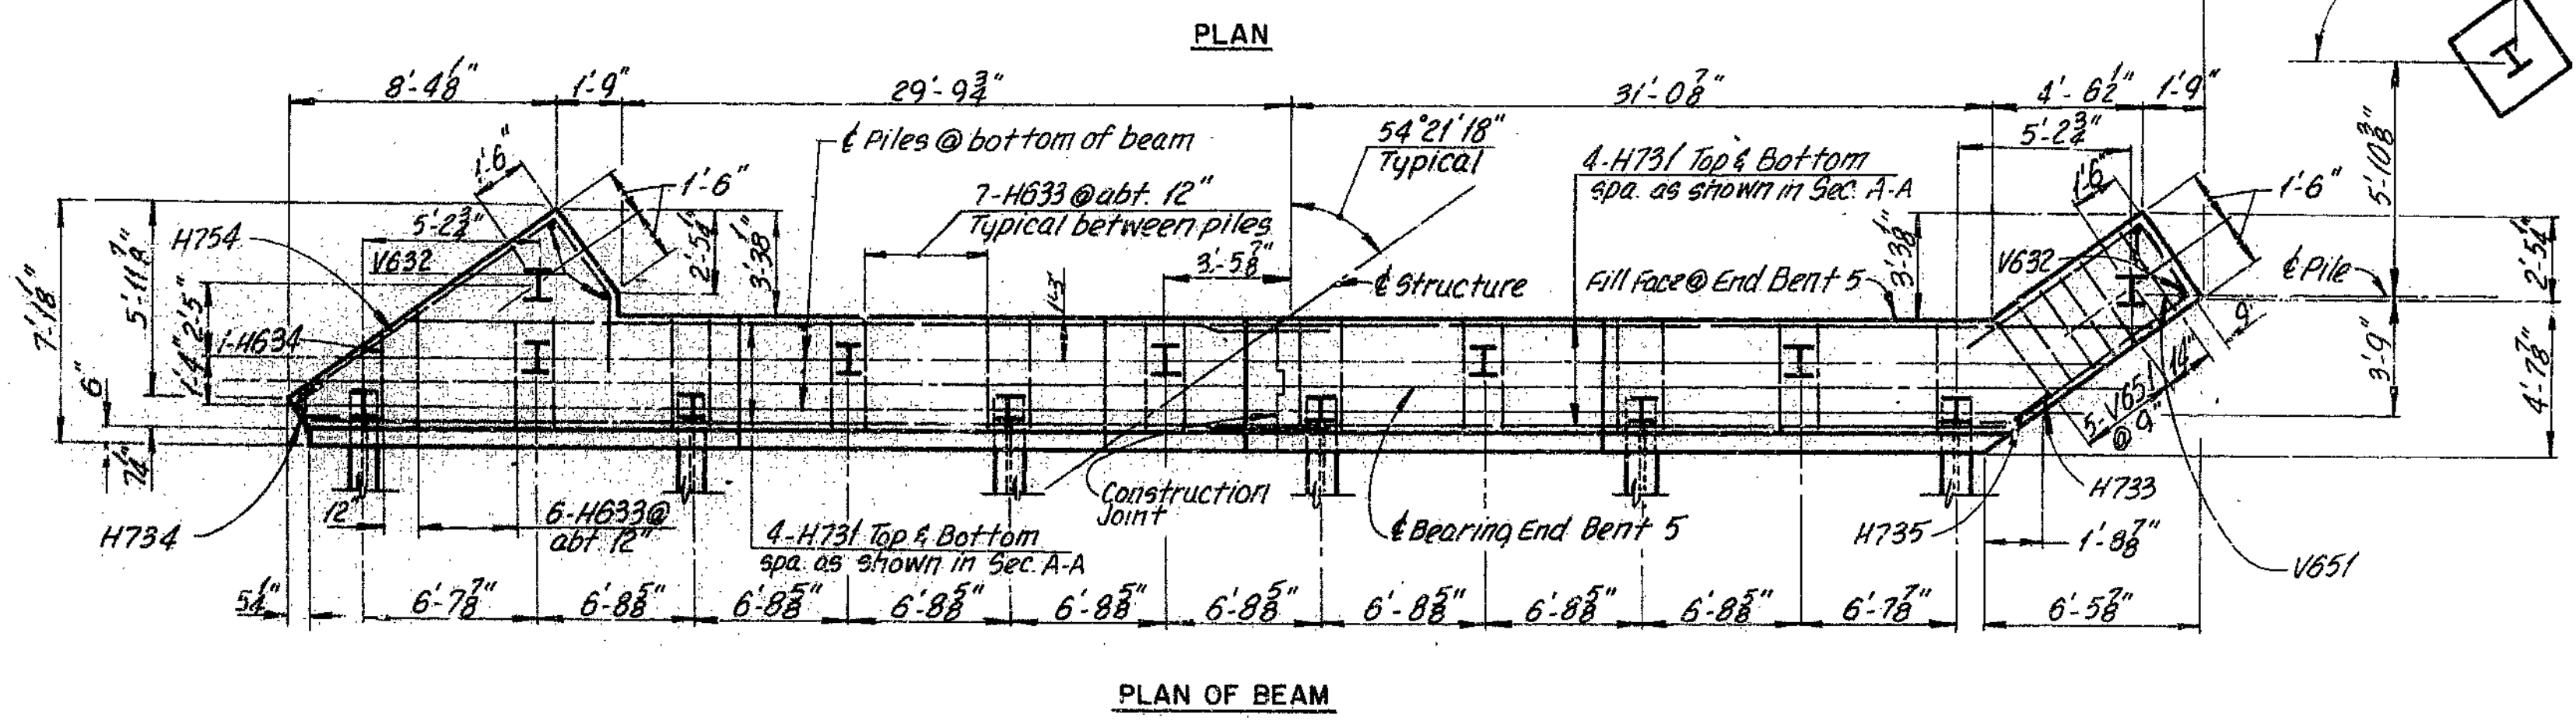 PLAN
8'-4 1/8"
1'-9"
29'-9 3/4"
31'-0 7/8"
4'-6 1/2"
1'-9"
5'-2 3/4"
℄ Piles @ bottom of beam
54°21'18"
Typical
4-H731 Top & Bottom
spa. as shown in Sec. A-A
1'-6"
1'-6"
7-H633 @ abt. 12"
Typical between piles
1'-6"
1'-6"
5'-10 3/8"
H754
5'-2 3/4"
V632
2'-5 1/4"
3'-3 1/8"
3'-5 7/8"
℄ Structure
Fill Face @ End Bent 5
3'-3 1/8"
V632
℄ Pile
2'-5 1/4"
7'-1 1/8"
5'-11 7/8"
2'-5"
1'-4"
1-H634
6"
7 1/4"
9"
14"
5-V651
@ 9"
3'-9"
4'-7 7/8"
H734
12"
6-H633 @
abt 12"
4-H731 Top & Bottom
spa. as shown in Sec. A-A
Construction
Joint
℄ Bearing End Bent 5
H735
H733
1'-8 7/8"
V651
5 1/4"
6'-7 7/8"
6'-8 5/8"
6'-8 5/8"
6'-8 5/8"
6'-8 5/8"
6'-8 5/8"
6'-8 5/8"
6'-8 5/8"
6'-8 5/8"
6'-7 7/8"
6'-5 7/8"
PLAN OF BEAM